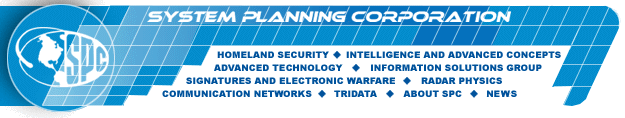 SYSTEM PLANNING CORPORATION
SPC
HOMELAND SECURITY ◆ INTELLIGENCE AND ADVANCED CONCEPTS
ADVANCED TECHNOLOGY ◆ INFORMATION SOLUTIONS GROUP
SIGNATURES AND ELECTRONIC WARFARE ◆ RADAR PHYSICS
COMMUNICATION NETWORKS ◆ TRIDATA ◆ ABOUT SPC ◆ NEWS